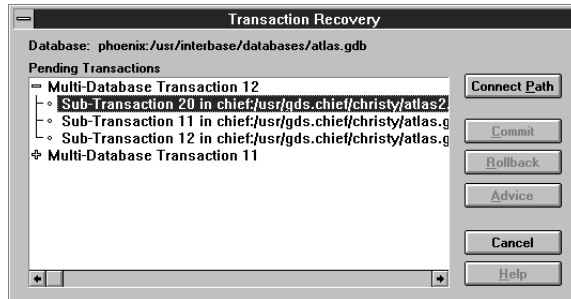 Transaction Recovery
Database: phoenix:/usr/interbase/databases/atlas.gdb
Pending Transactions
Multi-Database Transaction 12
Sub-Transaction 20 in chief:/usr/gds.chief/christy/atlas2.
Sub-Transaction 11 in chief:/usr/gds.chief/christy/atlas.g
Sub-Transaction 12 in chief:/usr/gds.chief/christy/atlas.g
Multi-Database Transaction 11
Connect Path
Commit
Rollback
Advice
Cancel
Help